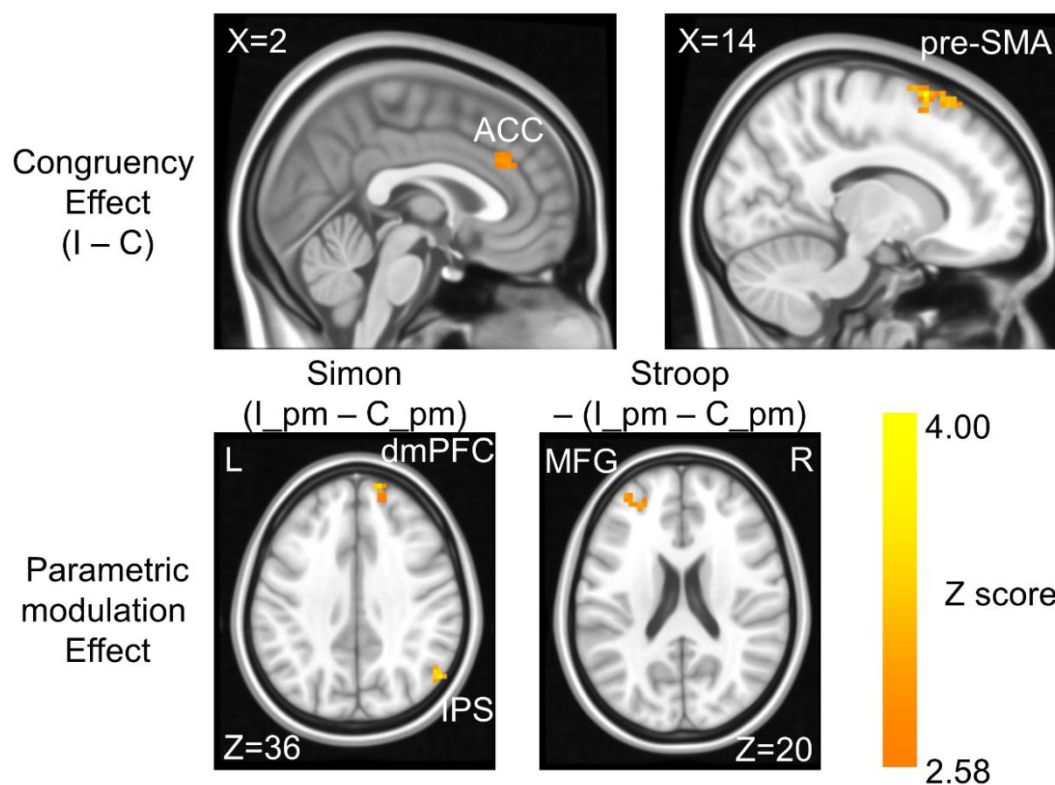 X=2
ACC
X=14
pre-SMA
Congruency
Effect
(I – C)
Simon
(I_pm – C_pm)
Stroop
– (I_pm – C_pm)
L
dmPFC
IPS
Z=36
MFG
R
Z=20
Parametric
modulation
Effect
4.00
Z score
2.58